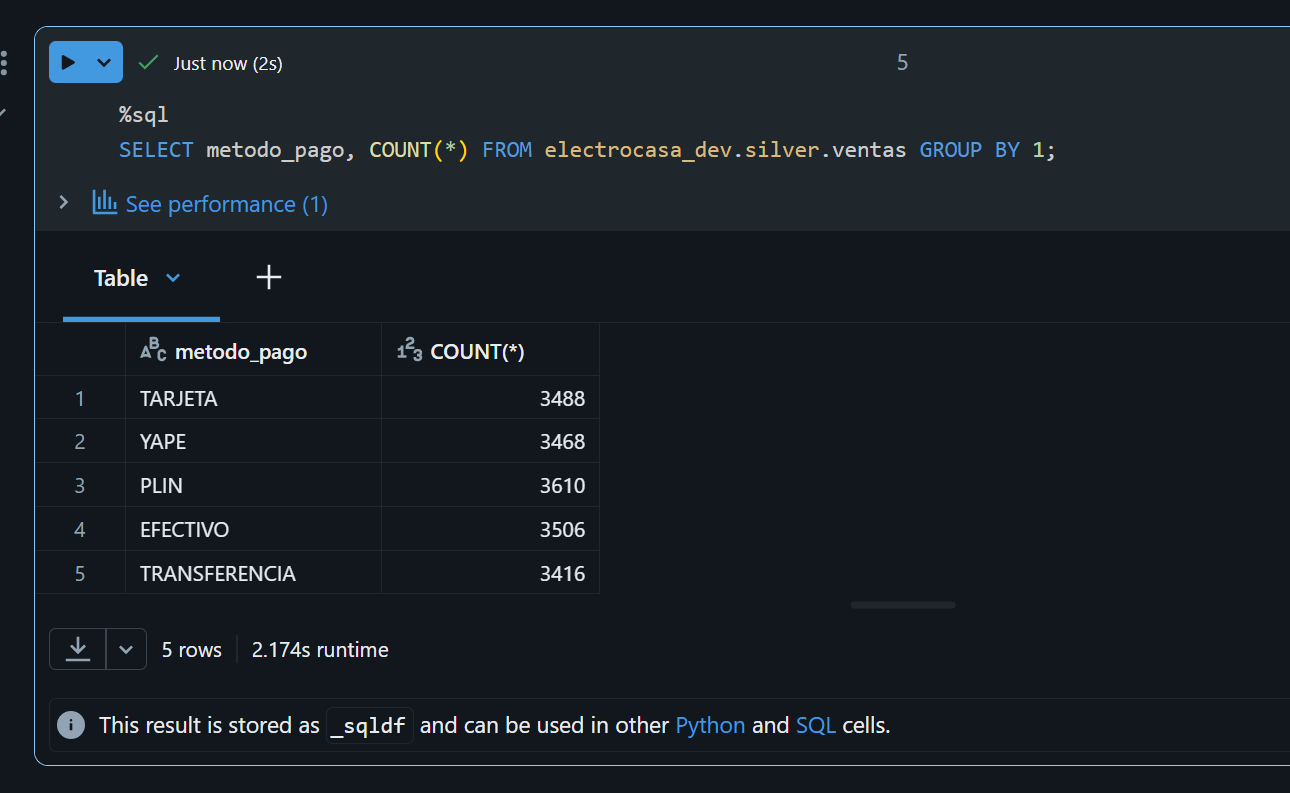 Just now (2s)
5
%sql
SELECT metodo_pago, COUNT(*) FROM electrocasa_dev.silver.ventas GROUP BY 1;
See performance (1)
Table
metodo_pago COUNT(*)
1 TARJETA 3488
2 YAPE 3468
3 PLIN 3610
4 EFECTIVO 3506
5 TRANSFERENCIA 3416
5 rows 2.174s runtime
This result is stored as _sqldf and can be used in other Python and SQL cells.